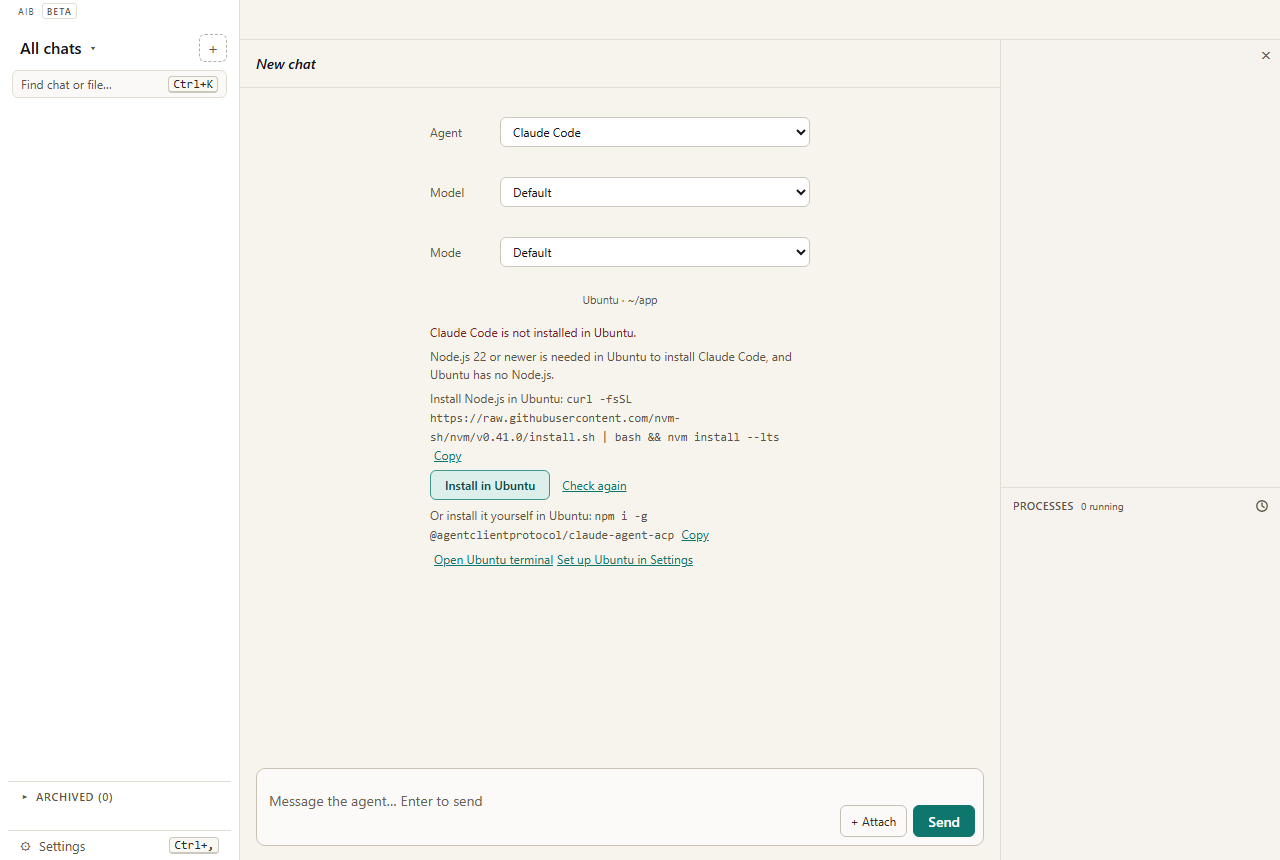 AIB BETA
All chats
+
Find chat or file... Ctrl+K
ARCHIVED (0)
Settings Ctrl+,
New chat
Agent Claude Code
Model Default
Mode Default
Ubuntu · ~/app
Claude Code is not installed in Ubuntu.
Node.js 22 or newer is needed in Ubuntu to install Claude Code, and
Ubuntu has no Node.js.
Install Node.js in Ubuntu: curl -fsSL
https://raw.githubusercontent.com/nvm-
sh/nvm/v0.41.0/install.sh | bash && nvm install --lts
Copy
Install in Ubuntu Check again
Or install it yourself in Ubuntu: npm i -g
@agentclientprotocol/claude-agent-acp Copy
Open Ubuntu terminal Set up Ubuntu in Settings
Message the agent... Enter to send
+ Attach Send
PROCESSES 0 running